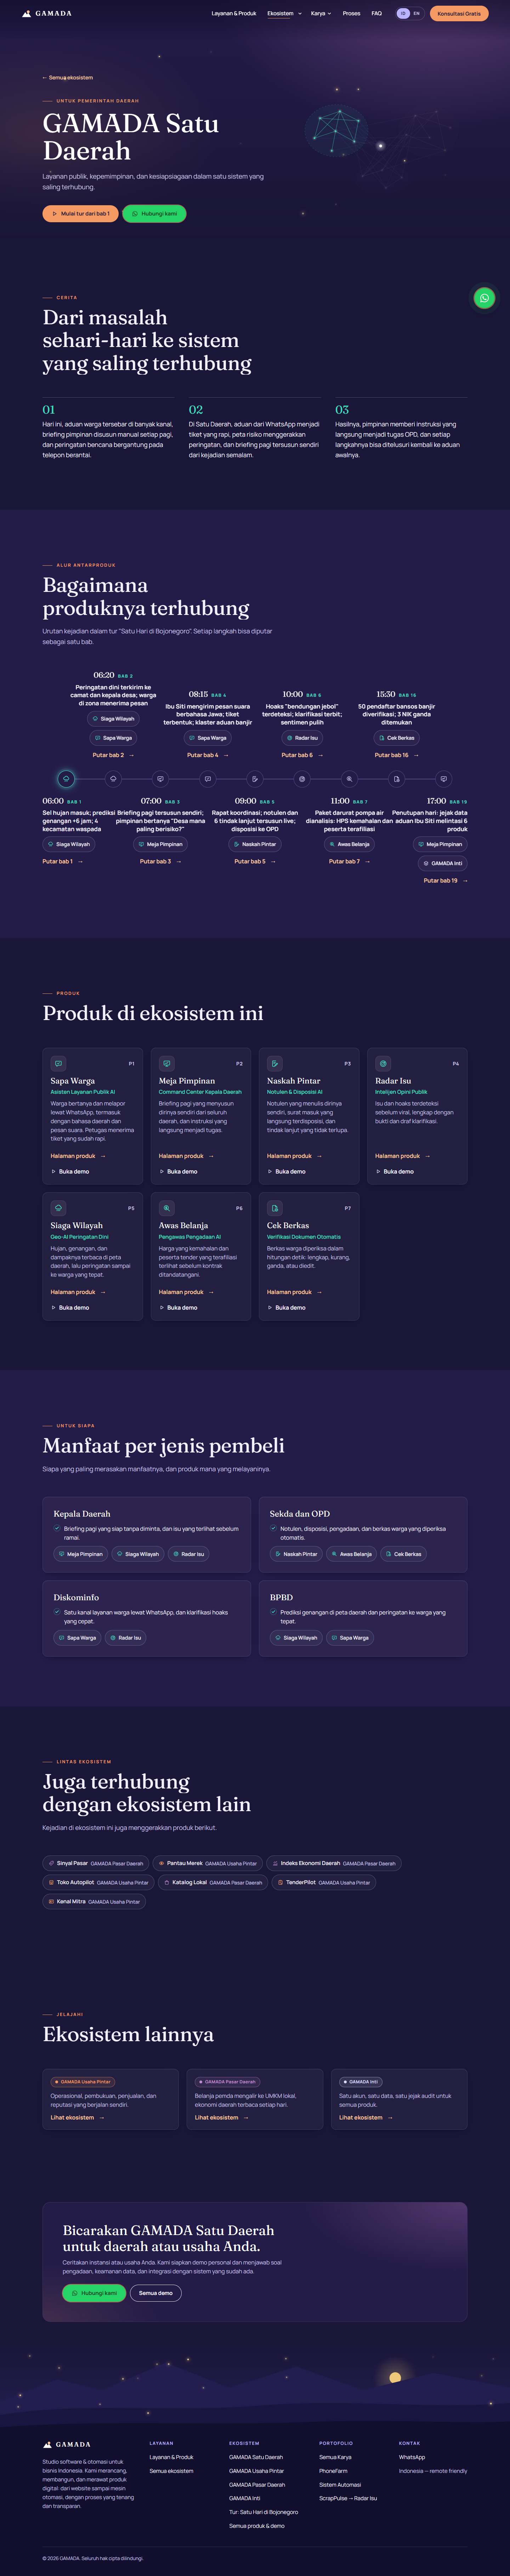 GAMADA
Layanan & Produk
Ekosistem
Karya
Proses
FAQ
ID
EN
Konsultasi Gratis
← Semua ekosistem
UNTUK PEMERINTAH DAERAH
GAMADA Satu
Daerah
Layanan publik, kepemimpinan, dan kesiapsiagaan dalam satu sistem yang
saling terhubung.
Mulai tur dari bab 1
Hubungi kami
CERITA
Dari masalah
sehari-hari ke sistem
yang saling terhubung
01
Hari ini, aduan warga tersebar di banyak kanal,
briefing pimpinan disusun manual setiap pagi,
dan peringatan bencana bergantung pada
telepon berantai.
02
Di Satu Daerah, aduan dari WhatsApp menjadi
tiket yang rapi, peta risiko menggerakkan
peringatan, dan briefing pagi tersusun sendiri
dari kejadian semalam.
03
Hasilnya, pimpinan memberi instruksi yang
langsung menjadi tugas OPD, dan setiap
langkahnya bisa ditelusuri kembali ke aduan
awalnya.
ALUR ANTARPRODUK
Bagaimana
produknya terhubung
Urutan kejadian dalam tur "Satu Hari di Bojonegoro". Setiap langkah bisa diputar
sebagai satu bab.
06:20 BAB 2
Peringatan dini terkirim ke
camat dan kepala desa; warga
di zona merah menerima pesan
Siaga Wilayah
Sapa Warga
Putar bab 2 →
08:15 BAB 4
Ibu Siti mengirim pesan suara
berbahasa Jawa; tiket
terbentuk; klaster aduan banjir
Sapa Warga
Putar bab 4 →
10:00 BAB 6
Hoaks "bendungan jebol"
terdeteksi; klarifikasi terbit;
sentimen pulih
Radar Isu
Putar bab 6 →
15:30 BAB 16
50 pendaftar bansos banjir
diverifikasi; 3 NIK ganda
ditemukan
Cek Berkas
Putar bab 16 →
06:00 BAB 1
Sel hujan masuk; prediksi
genangan +6 jam; 4
kecamatan waspada
Siaga Wilayah
Putar bab 1 →
07:00 BAB 3
Briefing pagi tersusun sendiri;
pimpinan bertanya "Desa mana
paling berisiko?"
Meja Pimpinan
Putar bab 3 →
09:00 BAB 5
Rapat koordinasi; notulen dan
6 tindak lanjut tersusun live;
disposisi ke OPD
Naskah Pintar
Putar bab 5 →
11:00 BAB 7
Paket darurat pompa air
dianalisis: HPS kemahalan dan
peserta terafiliasi
Awas Belanja
Putar bab 7 →
17:00 BAB 19
Penutupan hari: jejak data
aduan Ibu Siti melintasi 6
produk
Meja Pimpinan
GAMADA Inti
Putar bab 19 →
PRODUK
Produk di ekosistem ini
P1
Sapa Warga
Asisten Layanan Publik AI
Warga bertanya dan melapor
lewat WhatsApp, termasuk
dengan bahasa daerah dan
pesan suara. Petugas menerima
tiket yang sudah rapi.
Halaman produk →
Buka demo
P2
Meja Pimpinan
Command Center Kepala Daerah
Briefing pagi yang menyusun
dirinya sendiri dari seluruh
daerah, dan instruksi yang
langsung menjadi tugas.
Halaman produk →
Buka demo
P3
Naskah Pintar
Notulen & Disposisi AI
Notulen yang menulis dirinya
sendiri, surat masuk yang
langsung terdisposisi, dan
tindak lanjut yang tidak terlupa.
Halaman produk →
Buka demo
P4
Radar Isu
Intelijen Opini Publik
Isu dan hoaks terdeteksi
sebelum viral, lengkap dengan
bukti dan draf klarifikasi.
Halaman produk →
Buka demo
P5
Siaga Wilayah
Geo-AI Peringatan Dini
Hujan, genangan, dan
dampaknya terbaca di peta
daerah, lalu peringatan sampai
ke warga yang tepat.
Halaman produk →
Buka demo
P6
Awas Belanja
Pengawas Pengadaan AI
Harga yang kemahalan dan
peserta tender yang terafiliasi
terlihat sebelum kontrak
ditandatangani.
Halaman produk →
Buka demo
P7
Cek Berkas
Verifikasi Dokumen Otomatis
Berkas warga diperiksa dalam
hitungan detik: lengkap, kurang,
ganda, atau diedit.
Halaman produk →
Buka demo
UNTUK SIAPA
Manfaat per jenis pembeli
Siapa yang paling merasakan manfaatnya, dan produk mana yang melayaninya.
Kepala Daerah
Briefing pagi yang siap tanpa diminta, dan isu yang terlihat sebelum
ramai.
Meja Pimpinan
Siaga Wilayah
Radar Isu
Sekda dan OPD
Notulen, disposisi, pengadaan, dan berkas warga yang diperiksa
otomatis.
Naskah Pintar
Awas Belanja
Cek Berkas
Diskominfo
Satu kanal layanan warga lewat WhatsApp, dan klarifikasi hoaks
yang cepat.
Sapa Warga
Radar Isu
BPBD
Prediksi genangan di peta daerah dan peringatan ke warga yang
tepat.
Siaga Wilayah
Sapa Warga
LINTAS EKOSISTEM
Juga terhubung
dengan ekosistem lain
Kejadian di ekosistem ini juga menggerakkan produk berikut.
Sinyal Pasar GAMADA Pasar Daerah
Pantau Merek GAMADA Usaha Pintar
Indeks Ekonomi Daerah GAMADA Pasar Daerah
Toko Autopilot GAMADA Usaha Pintar
Katalog Lokal GAMADA Pasar Daerah
TenderPilot GAMADA Usaha Pintar
Kanal Mitra GAMADA Usaha Pintar
JELAJAHI
Ekosistem lainnya
GAMADA Usaha Pintar
Operasional, pembukuan, penjualan, dan
reputasi yang berjalan sendiri.
Lihat ekosistem →
GAMADA Pasar Daerah
Belanja pemda mengalir ke UMKM lokal,
ekonomi daerah terbaca setiap hari.
Lihat ekosistem →
GAMADA Inti
Satu akun, satu data, satu jejak audit untuk
semua produk.
Lihat ekosistem →
Bicarakan GAMADA Satu Daerah
untuk daerah atau usaha Anda.
Ceritakan instansi atau usaha Anda. Kami siapkan demo personal dan menjawab soal
pengadaan, keamanan data, dan integrasi dengan sistem yang sudah ada.
Hubungi kami
Semua demo
GAMADA
Studio software & otomasi untuk
bisnis Indonesia. Kami merancang,
membangun, dan merawat produk
digital: dari website sampai mesin
otomasi, dengan proses yang tenang
dan transparan.
LAYANAN
Layanan & Produk
Semua ekosistem
EKOSISTEM
GAMADA Satu Daerah
GAMADA Usaha Pintar
GAMADA Pasar Daerah
GAMADA Inti
Tur: Satu Hari di Bojonegoro
Semua produk & demo
PORTOFOLIO
Semua Karya
PhoneFarm
Sistem Automasi
ScrapPulse → Radar Isu
KONTAK
WhatsApp
Indonesia — remote friendly
© 2026 GAMADA. Seluruh hak cipta dilindungi.